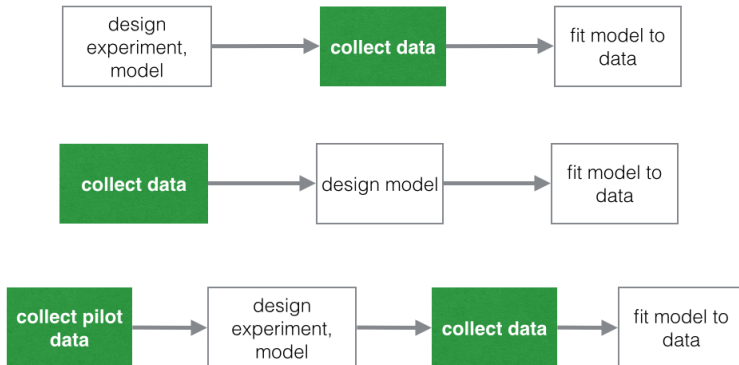 design
experiment,
model
collect data
fit model to
data
collect data
design model
fit model to
data
collect pilot
data
design
experiment,
model
collect data
fit model to
data